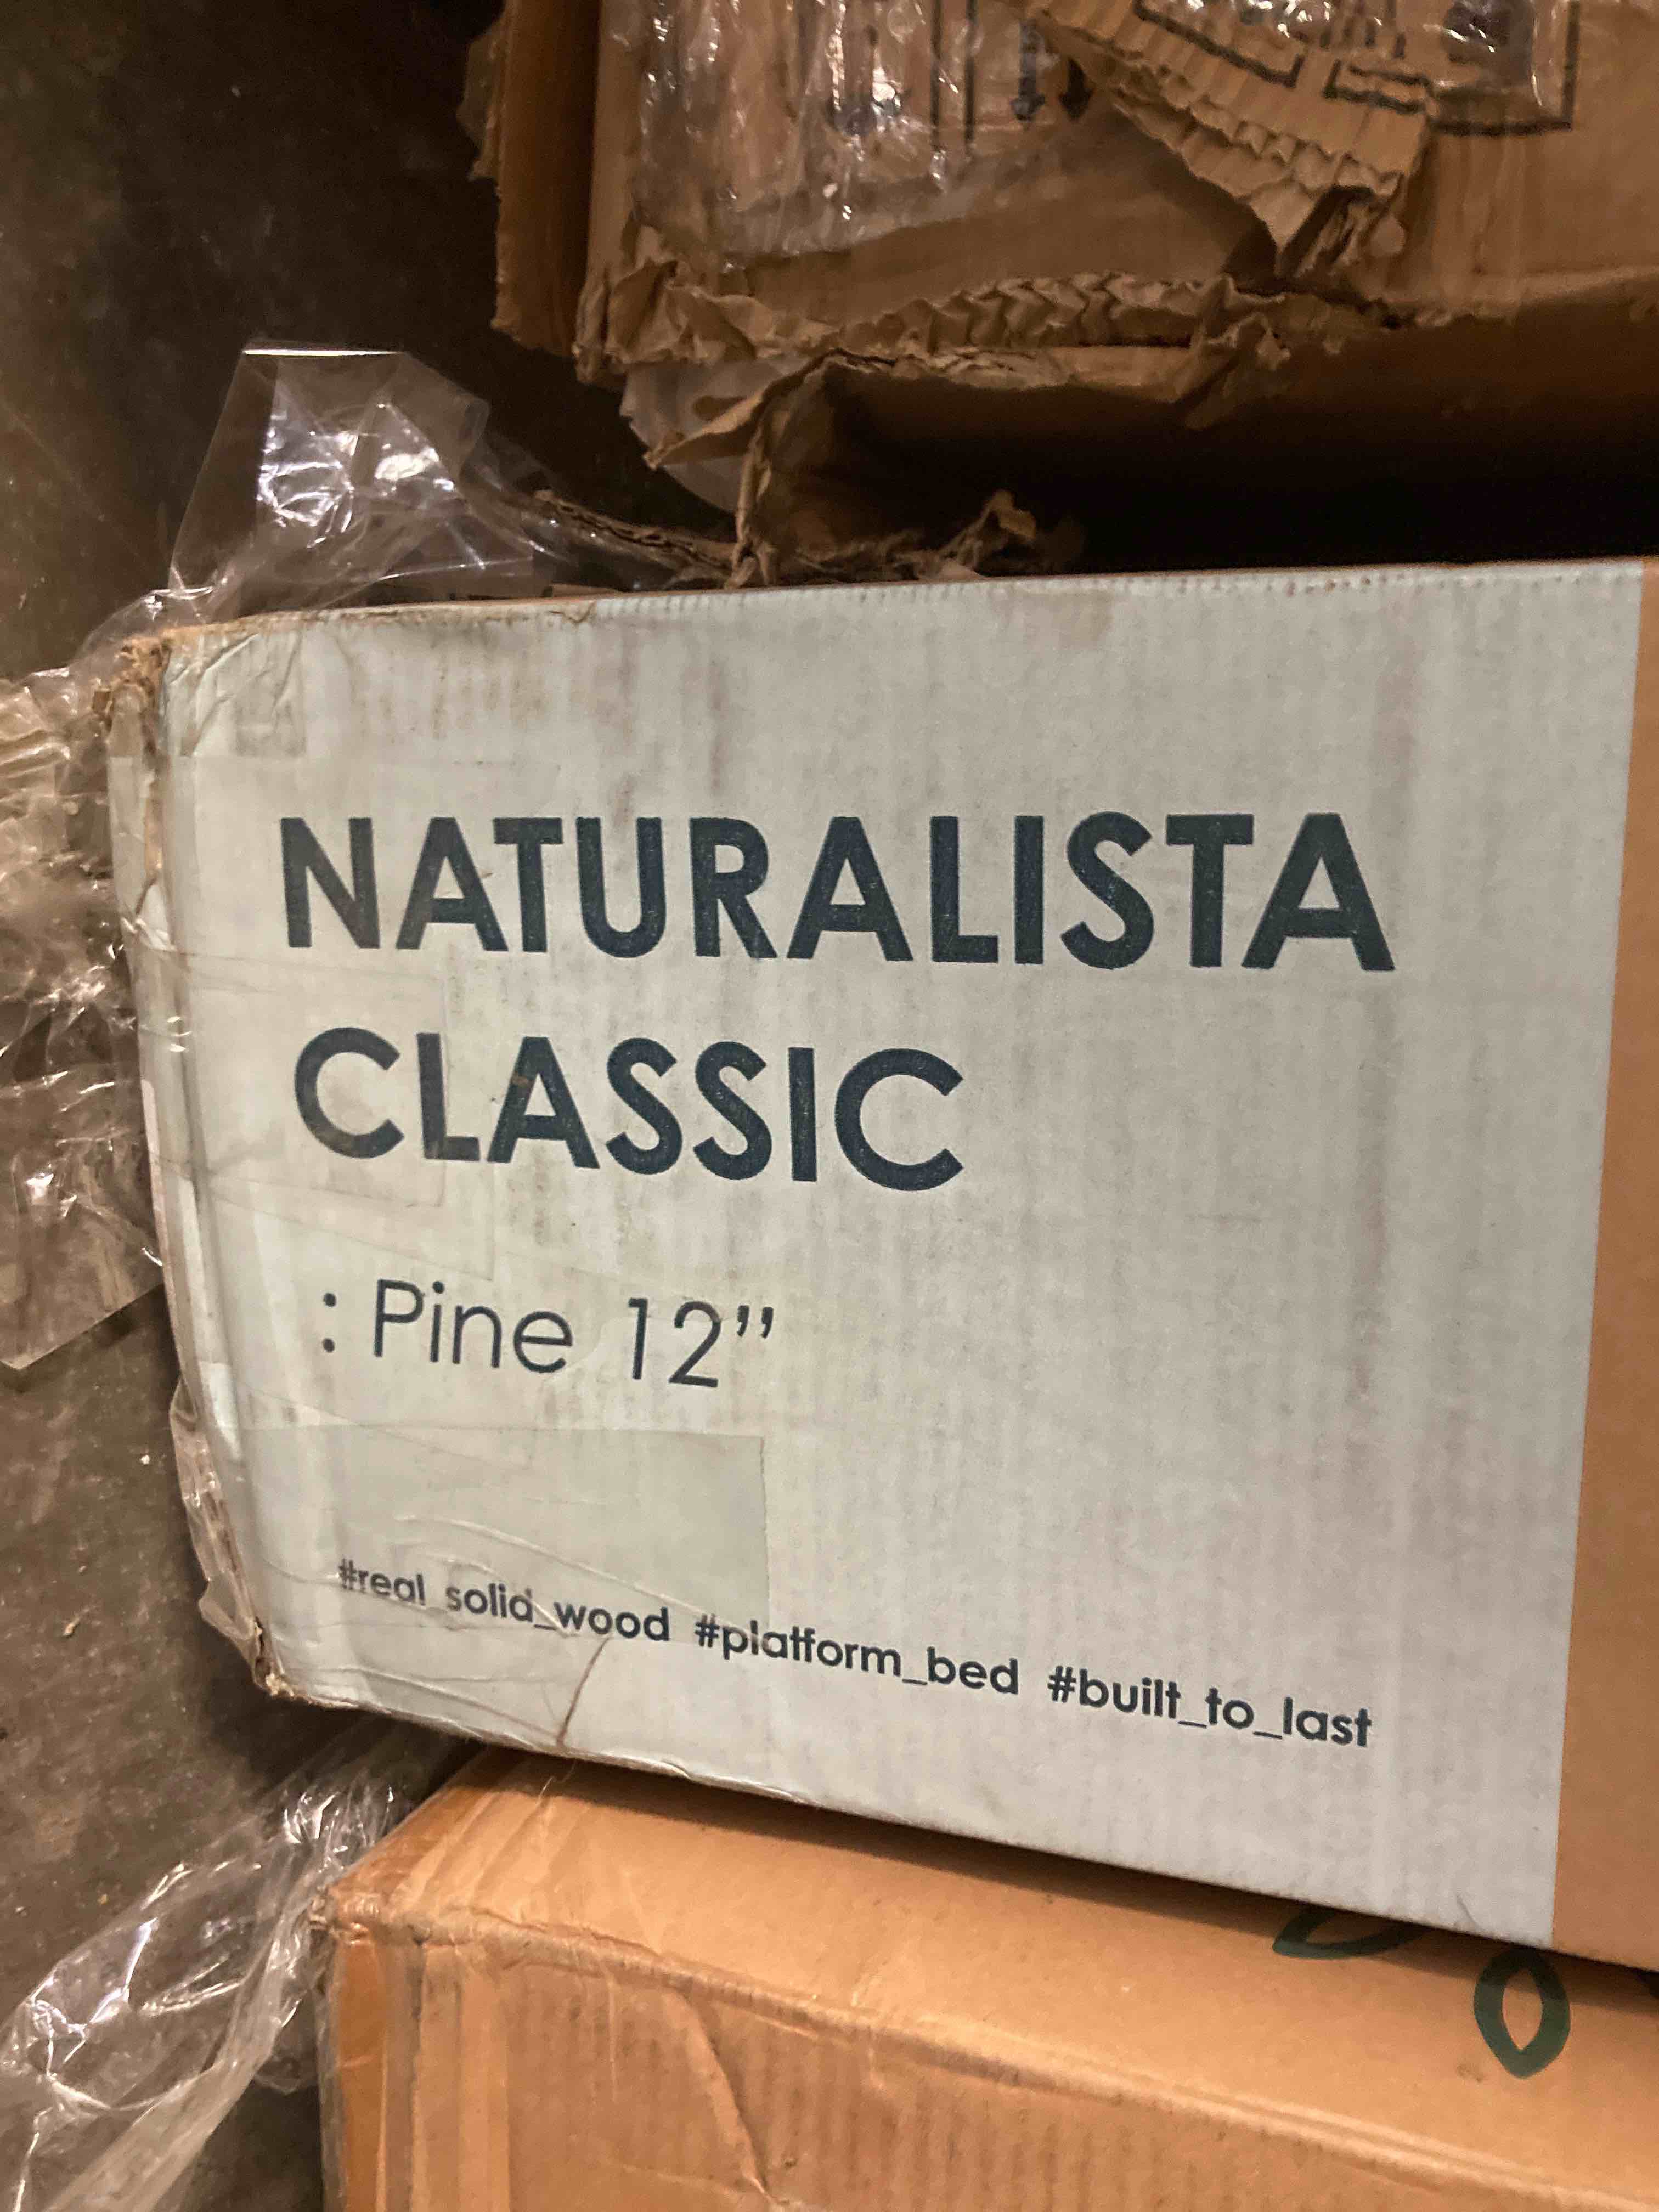 NATURALISTA
CLASSIC
: Pine 12”
#real_solid_wood #platform_bed #built_to_last